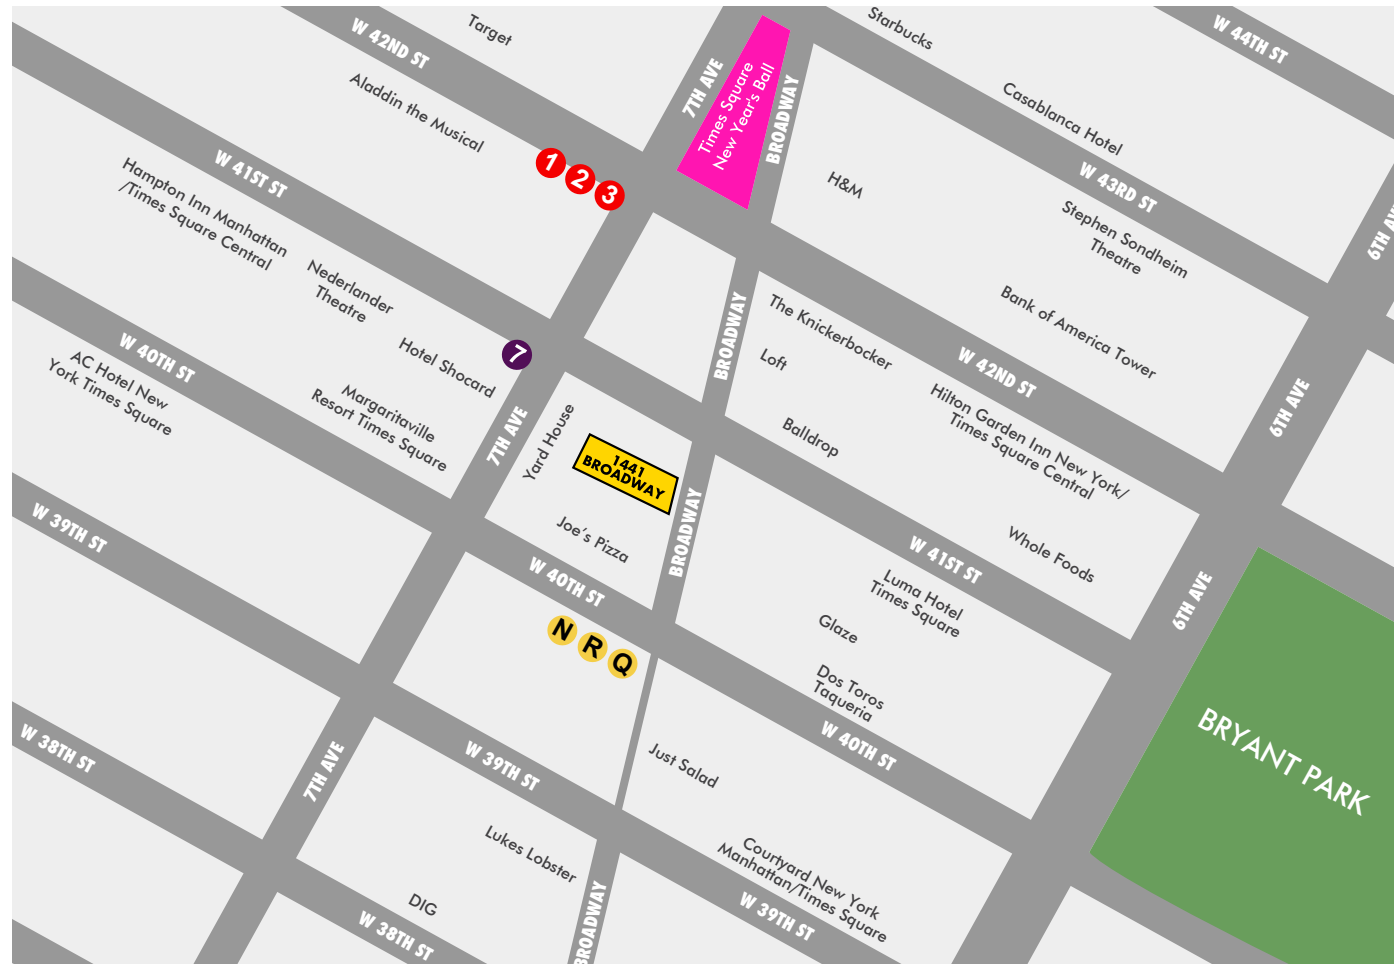 Target
Starbucks
W 44TH ST
W 42ND ST
7TH AVE
Times Square
New Year's Ball
BROADWAY
Aladdin the Musical
Casablanca Hotel
1
2
3
W 43RD ST
H&M
W 41ST ST
Hampton Inn Manhattan
/Times Square Central
Stephen Sondheim
Theatre
6TH AVE
Nederlander
Theatre
BROADWAY
The Knickerbocker
Bank of America Tower
Hotel Shocard
7
Loft
W 40TH ST
AC Hotel New
York Times Square
W 42ND ST
Margaritaville
Resort Times Square
7TH AVE
Yard House
6TH AVE
Hilton Garden Inn New York/
Times Square Central
Balldrop
1441
BROADWAY
BROADWAY
W 39TH ST
Joe's Pizza
Whole Foods
W 41ST ST
W 40TH ST
Luma Hotel
Times Square
6TH AVE
N
R
Q
Glaze
Dos Toros
Taqueria
W 38TH ST
7TH AVE
W 39TH ST
Just Salad
W 40TH ST
BRYANT PARK
Lukes Lobster
Courtyard New York
Manhattan/Times Square
DIG
W 38TH ST
BROADWAY
W 39TH ST